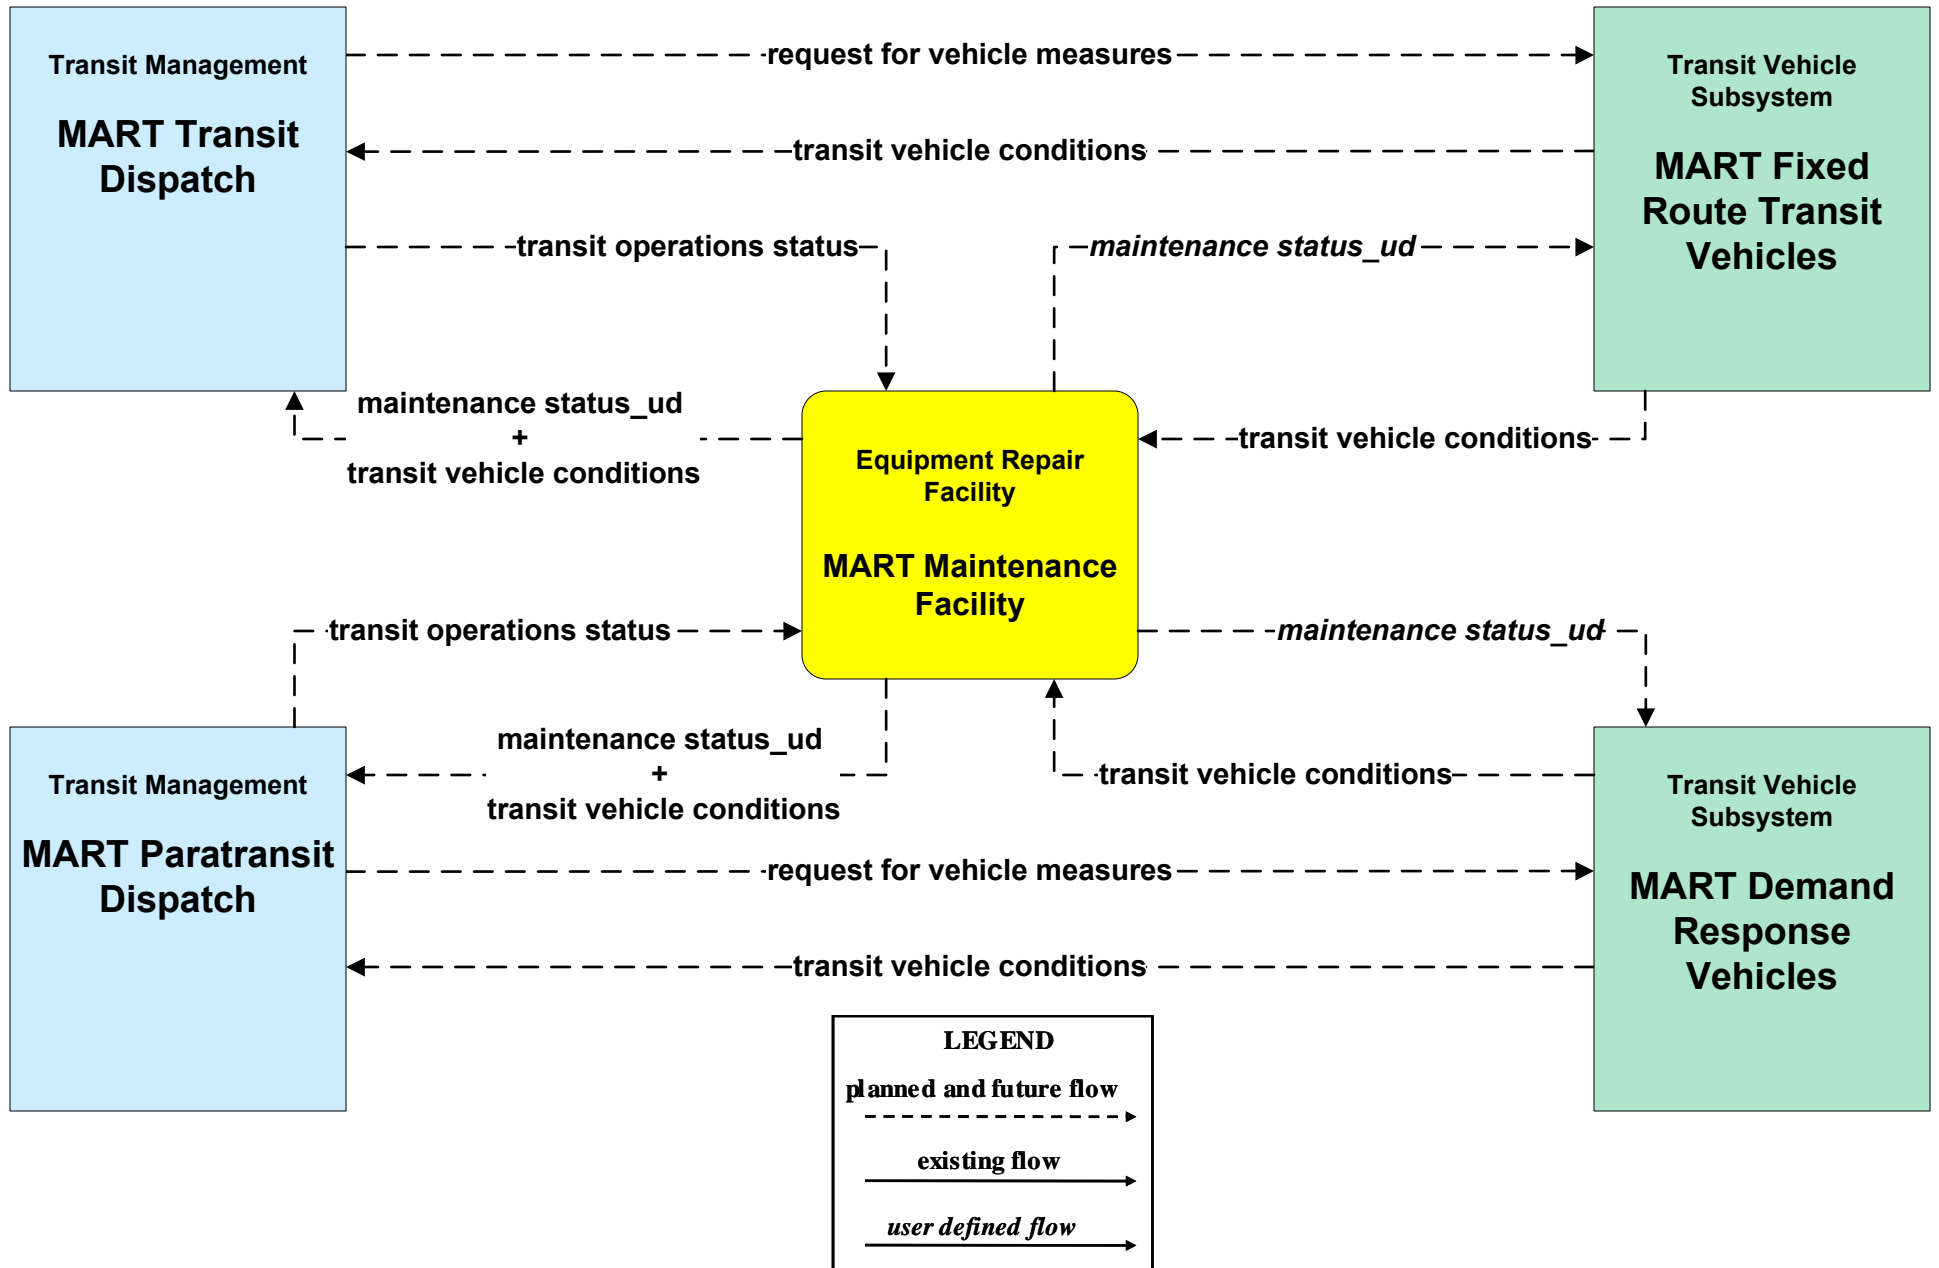 Transit Management
MART Transit
Dispatch
request for vehicle measures
transit vehicle conditions
transit operations status
maintenance status_ud
Transit Vehicle
Subsystem
MART Fixed
Route Transit
Vehicles
maintenance status_ud
+
transit vehicle conditions
Equipment Repair
Facility
MART Maintenance
Facility
transit vehicle conditions
transit operations status
maintenance status_ud
Transit Management
MART Paratransit
Dispatch
maintenance status_ud
+
transit vehicle conditions
transit vehicle conditions
request for vehicle measures
transit vehicle conditions
Transit Vehicle
Subsystem
MART Demand
Response
Vehicles
LEGEND
planned and future flow
existing flow
user defined flow